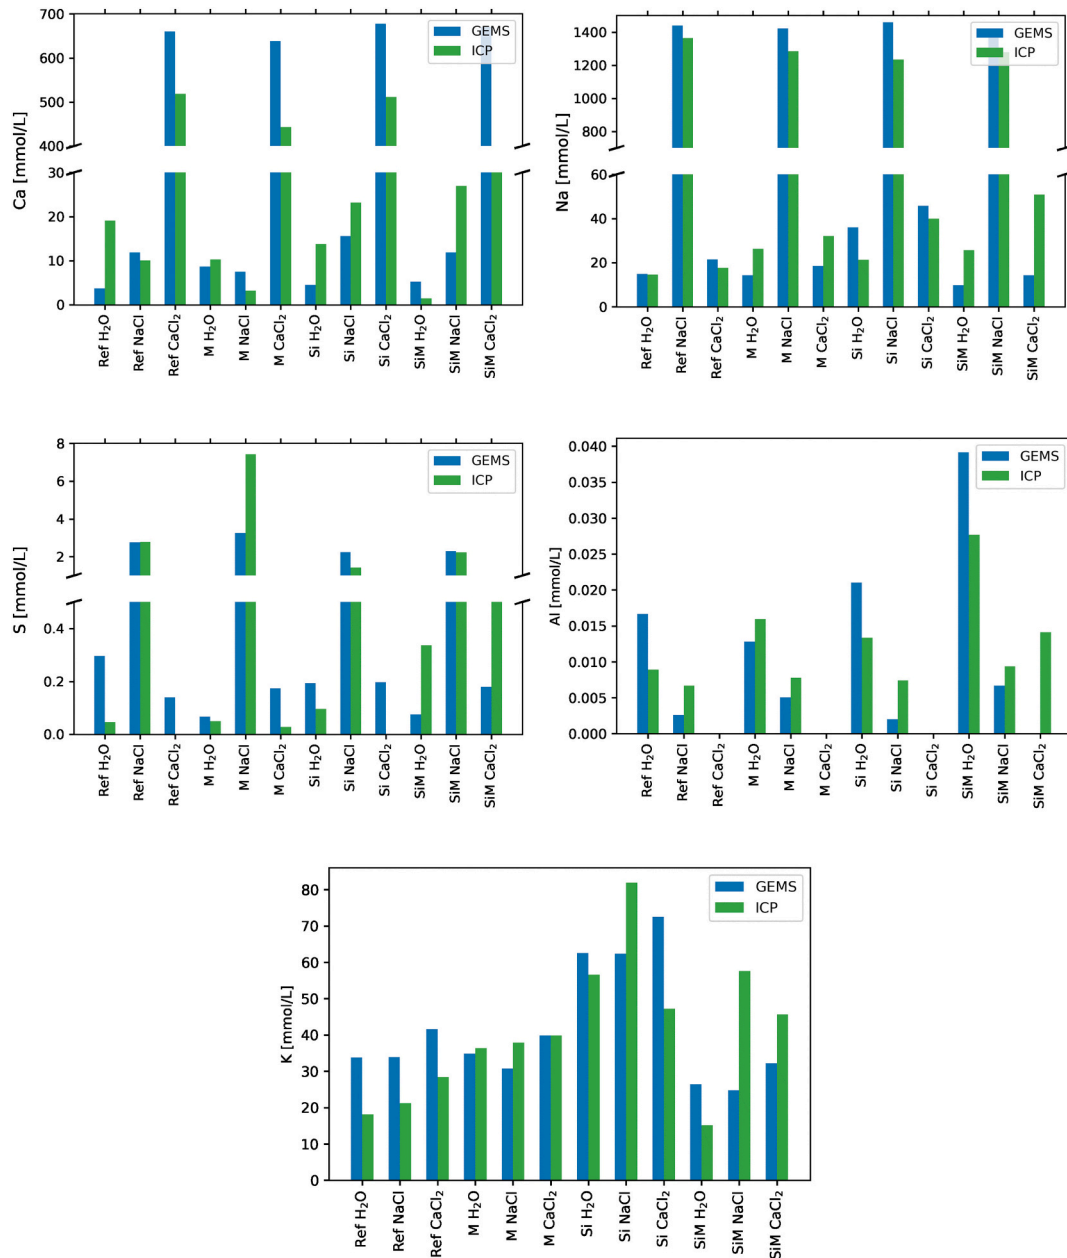 700
600
500
400
30
20
10
0
Ca [mmol/L]
GEMS
ICP
Ref H₂O
Ref NaCl
Ref CaCl₂
M H₂O
M NaCl
M CaCl₂
Si H₂O
Si NaCl
Si CaCl₂
SiM H₂O
SiM NaCl
SiM CaCl₂
1400
1200
1000
800
60
40
20
0
Na [mmol/L]
GEMS
ICP
Ref H₂O
Ref NaCl
Ref CaCl₂
M H₂O
M NaCl
M CaCl₂
Si H₂O
Si NaCl
Si CaCl₂
SiM H₂O
SiM NaCl
SiM CaCl₂
8
6
4
2
0.4
0.2
0.0
S [mmol/L]
GEMS
ICP
Ref H₂O
Ref NaCl
Ref CaCl₂
M H₂O
M NaCl
M CaCl₂
Si H₂O
Si NaCl
Si CaCl₂
SiM H₂O
SiM NaCl
SiM CaCl₂
0.040
0.035
0.030
0.025
0.020
0.015
0.010
0.005
0.000
Al [mmol/L]
GEMS
ICP
Ref H₂O
Ref NaCl
Ref CaCl₂
M H₂O
M NaCl
M CaCl₂
Si H₂O
Si NaCl
Si CaCl₂
SiM H₂O
SiM NaCl
SiM CaCl₂
80
70
60
50
40
30
20
10
0
K [mmol/L]
GEMS
ICP
Ref H₂O
Ref NaCl
Ref CaCl₂
M H₂O
M NaCl
M CaCl₂
Si H₂O
Si NaCl
Si CaCl₂
SiM H₂O
SiM NaCl
SiM CaCl₂